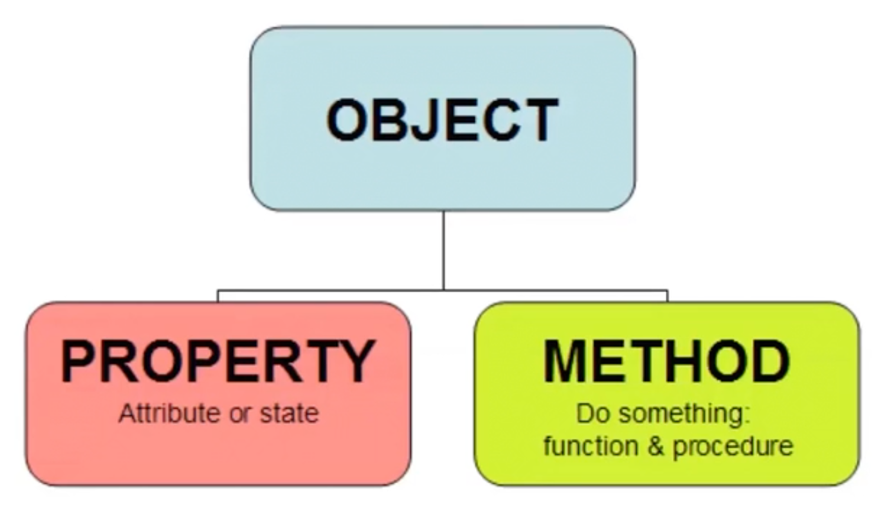 OBJECT
PROPERTY
Attribute or state
METHOD
Do something:
function & procedure